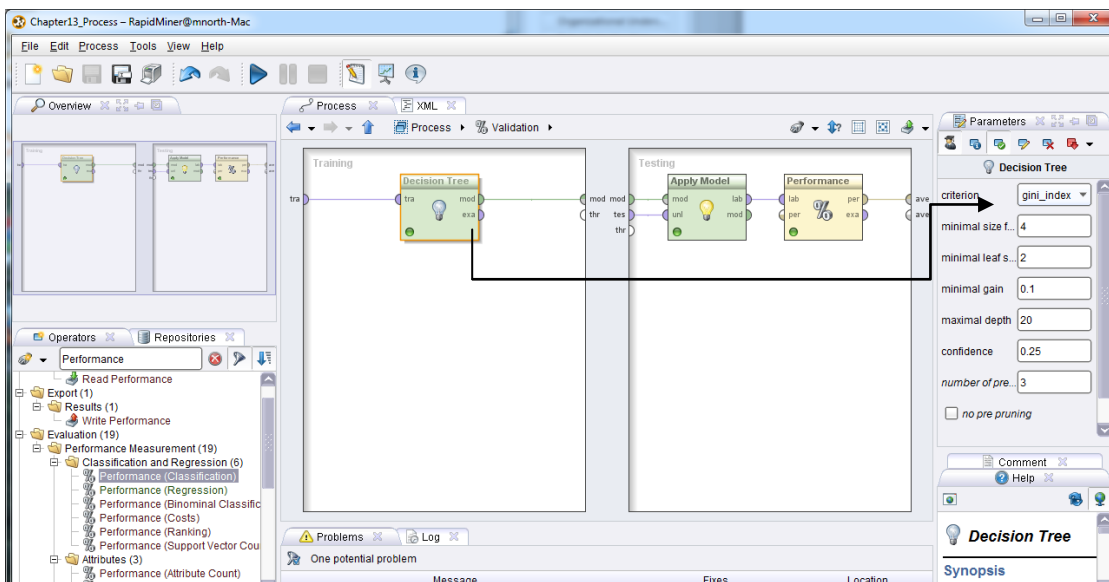 Chapter13_Process – RapidMiner@mnorth-Mac
File Edit Process Tools View Help
Overview
Training
Testing
Process
XML
Process Validation
Training
Testing
Decision Tree
tra mod
exa
tra
mod mod
thr tes
thr
Apply Model
mod lab
unl mod
Performance
lab per
per exa
ave
ave
Parameters
Decision Tree
criterion gini_index
minimal size f... 4
minimal leaf s... 2
minimal gain 0.1
maximal depth 20
confidence 0.25
number of pre... 3
no pre pruning
Comment
Help
Decision Tree
Synopsis
Operators
Repositories
Performance
Read Performance
Export (1)
Results (1)
Write Performance
Evaluation (19)
Performance Measurement (19)
Classification and Regression (6)
Performance (Classification)
Performance (Regression)
Performance (Binominal Classific
Performance (Costs)
Performance (Ranking)
Performance (Support Vector Cou
Attributes (3)
Performance (Attribute Count)
Problems
Log
One potential problem
Message Fixes Location